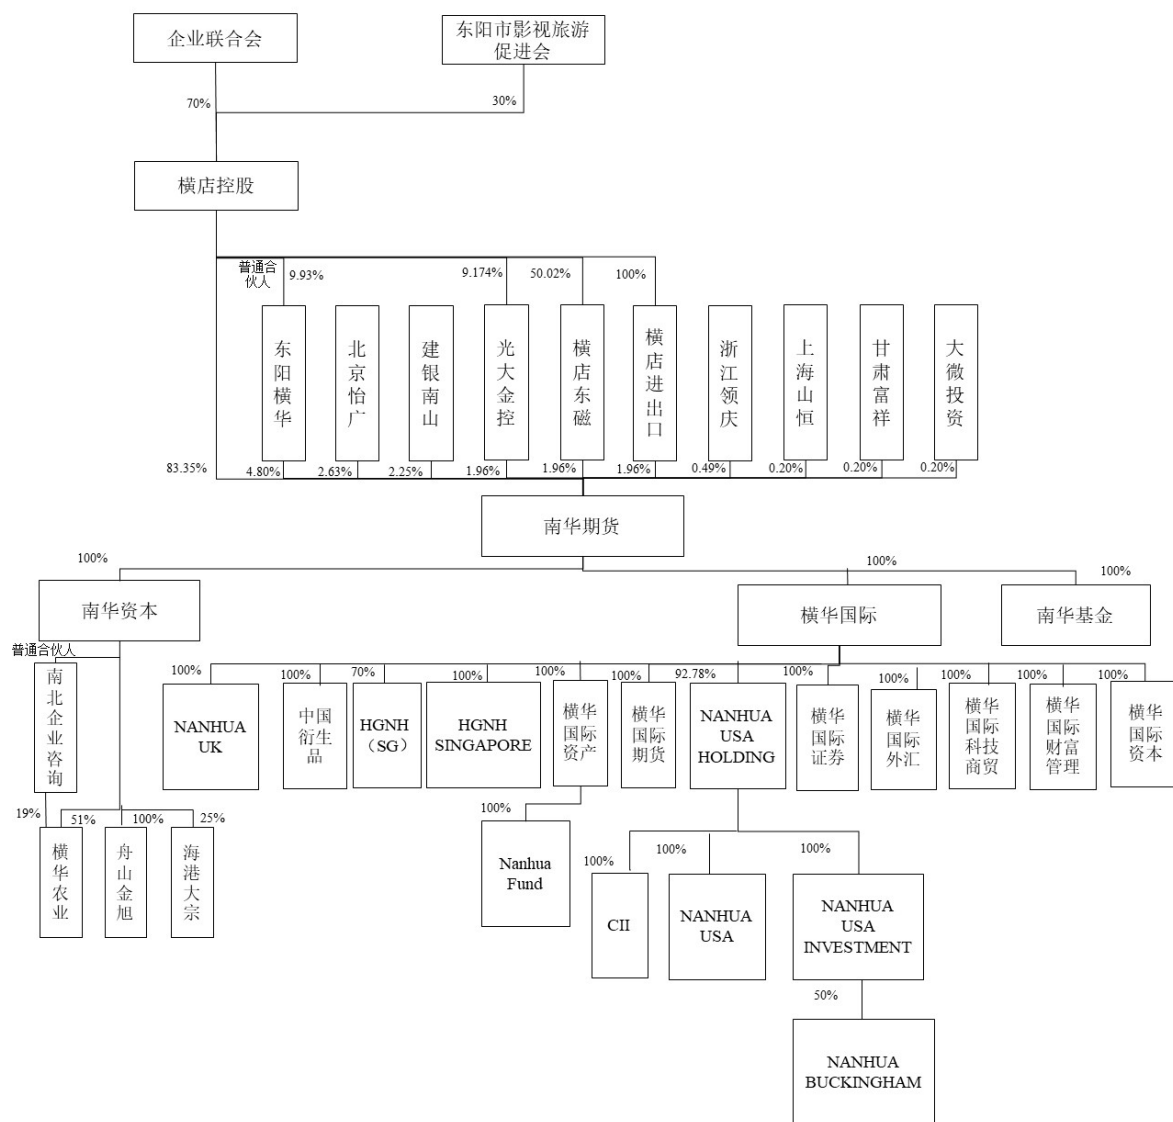 企业联合会
东阳市影视旅游
促进会
70%
30%
横店控股
普通合
伙人
9.93%
9.174%
50.02%
100%
东阳横华
北京怡广
建银南山
光大金控
横店东磁
横店进出口
浙江领庆
上海山恒
甘肃富祥
大微投资
83.35%
4.80%
2.63%
2.25%
1.96%
1.96%
1.96%
0.49%
0.20%
0.20%
0.20%
南华期货
100%
100%
100%
南华资本
横华国际
南华基金
普通合伙人
南北企业咨询
100%
100%
70%
100%
100%
100%
92.78%
100%
100%
100%
100%
100%
NANHUA
UK
中国
衍生
品
HGNH
（SG）
HGNH
SINGAPORE
横华
国际
资产
横华
国际
期货
NANHUA
USA
HOLDING
横华
国际
证券
横华
国际
外汇
横华
国际
科技
商贸
横华
国际
财富
管理
横华
国际
资本
19%
51%
100%
25%
横华农业
舟山金旭
海港大宗
100%
Nanhua
Fund
100%
100%
100%
CII
NANHUA
USA
NANHUA
USA
INVESTMENT
50%
NANHUA
BUCKINGHAM